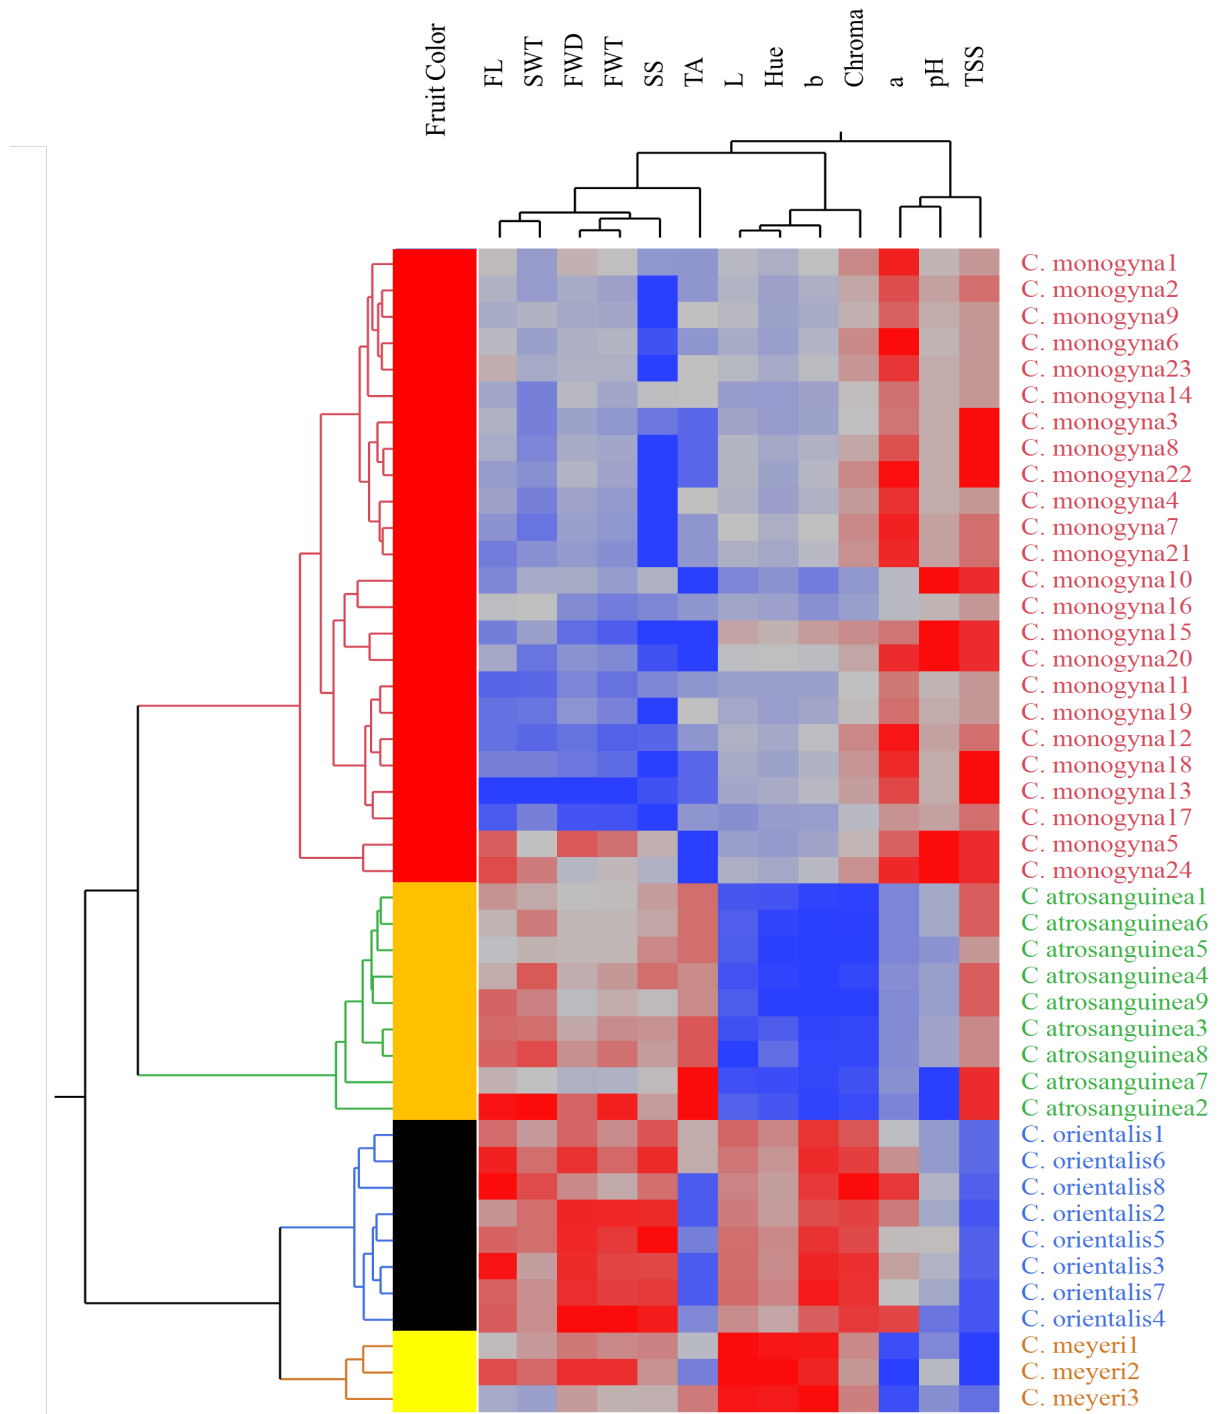 Fruit Color
FL
SWT
FWD
FWT
SS
TA
L
Hue
b
Chroma
a
pH
TSS
C. monogyna1
C. monogyna2
C. monogyna9
C. monogyna6
C. monogyna23
C. monogyna14
C. monogyna3
C. monogyna8
C. monogyna22
C. monogyna4
C. monogyna7
C. monogyna21
C. monogyna10
C. monogyna16
C. monogyna15
C. monogyna20
C. monogyna11
C. monogyna19
C. monogyna12
C. monogyna18
C. monogyna13
C. monogyna17
C. monogyna5
C. monogyna24
C atrosanguinea1
C atrosanguinea6
C atrosanguinea5
C atrosanguinea4
C atrosanguinea9
C atrosanguinea3
C atrosanguinea8
C atrosanguinea7
C atrosanguinea2
C. orientalis1
C. orientalis6
C. orientalis8
C. orientalis2
C. orientalis5
C. orientalis3
C. orientalis7
C. orientalis4
C. meyeri1
C. meyeri2
C. meyeri3